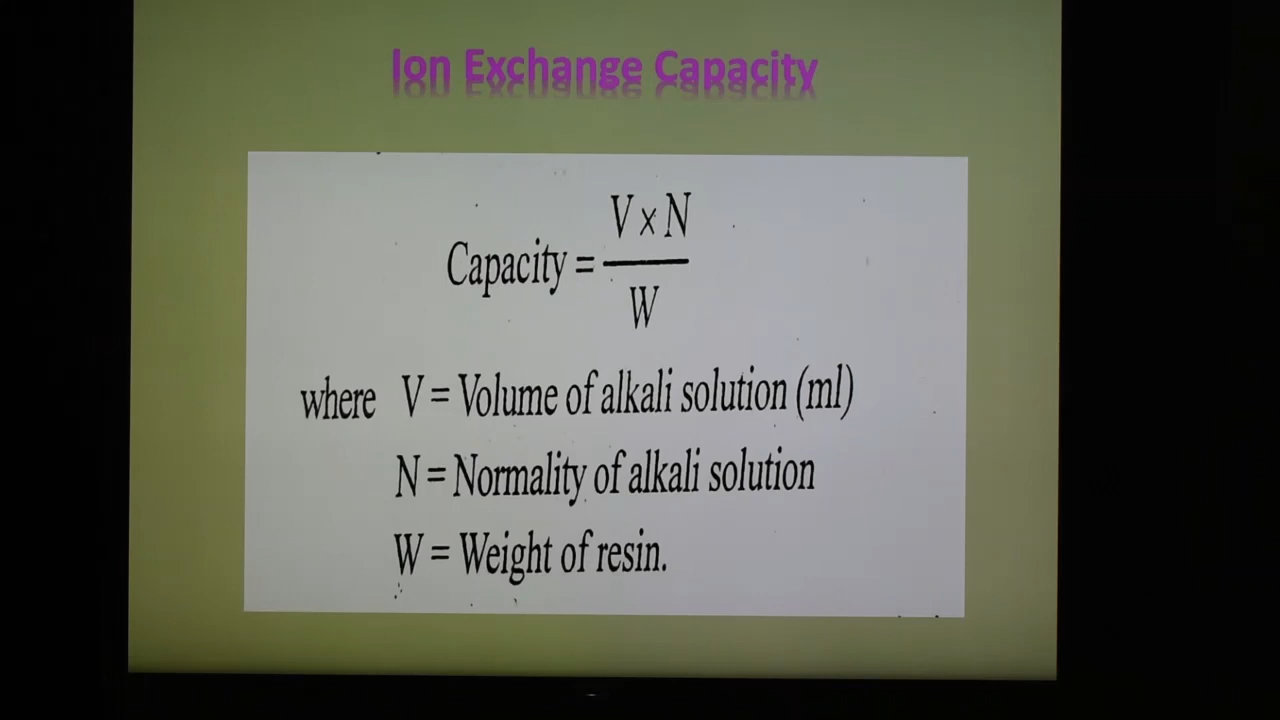 Ion Exchange Capacity
Capacity = V × N
W
where V = Volume of alkali solution (ml)
N = Normality of alkali solution
W = Weight of resin.